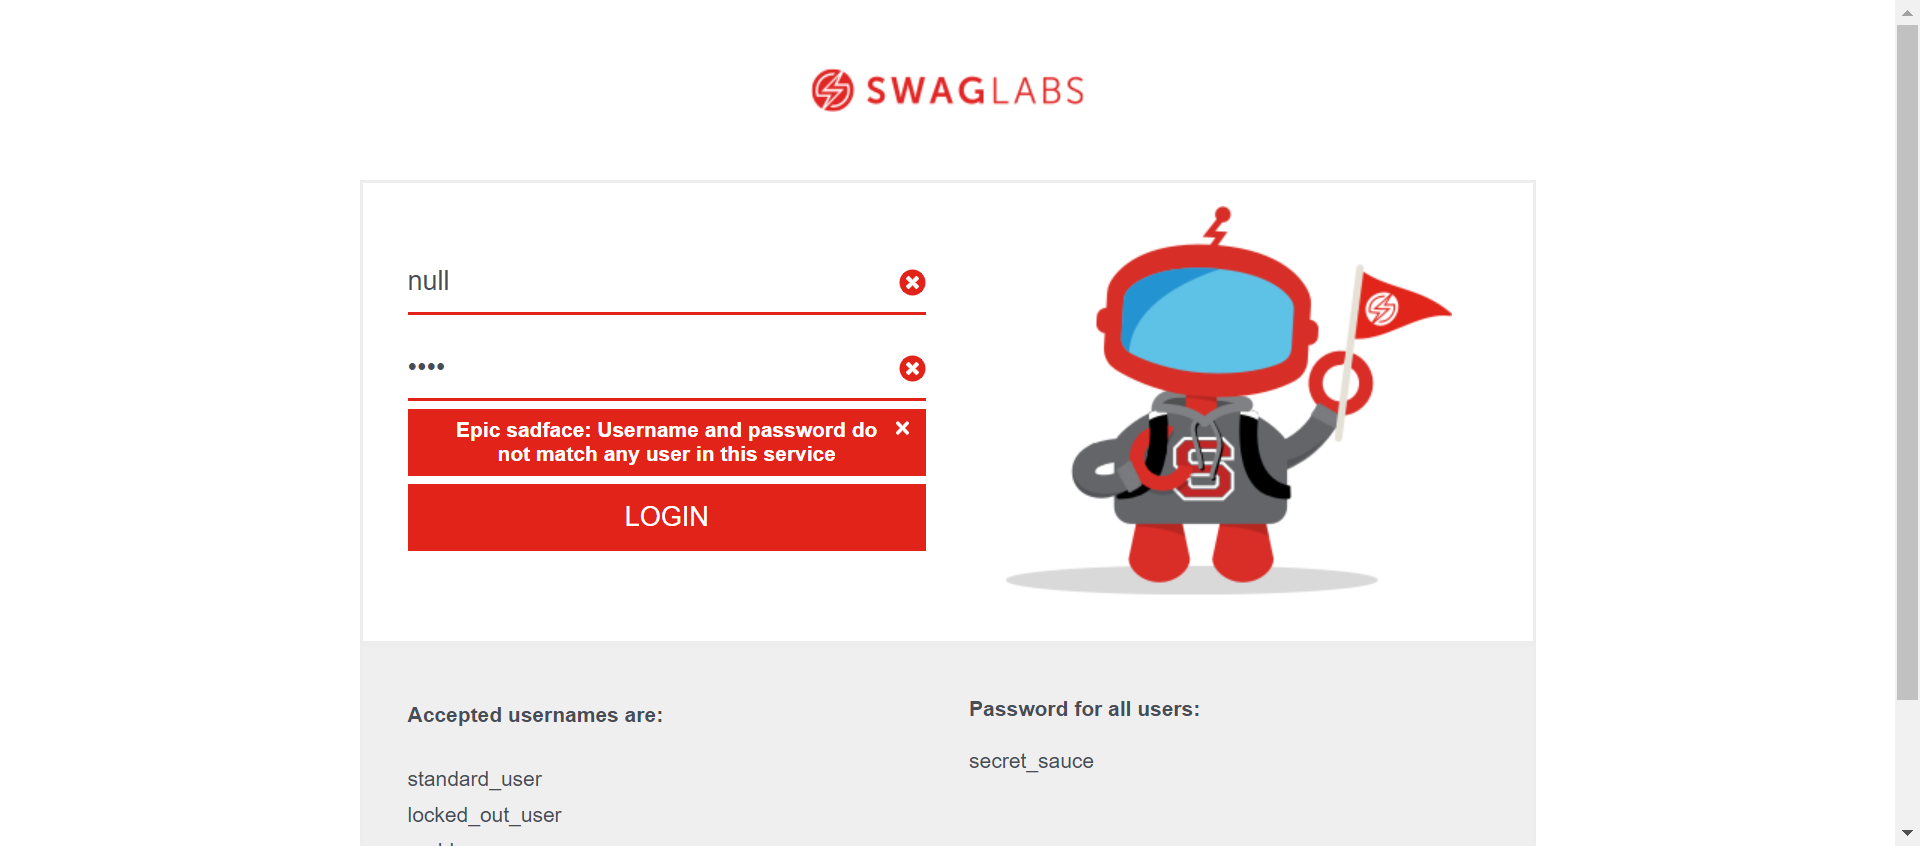 SWAGLABS
null
••••
Epic sadface: Username and password do
not match any user in this service
LOGIN
S
Accepted usernames are:
standard_user
locked_out_user
Password for all users:
secret_sauce